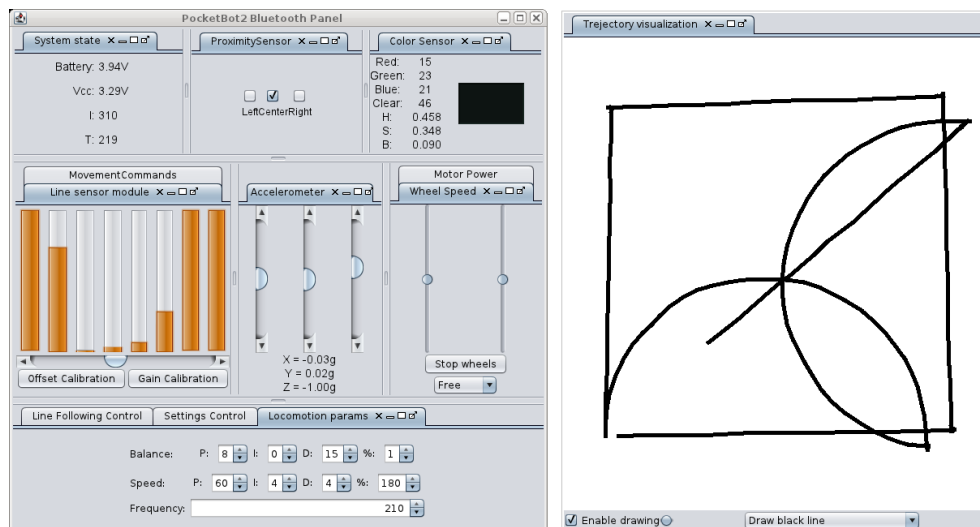 PocketBot2 Bluetooth Panel
System state
Battery: 3.94V
Vcc: 3.29V
I: 310
T: 219
ProximitySensor
LeftCenterRight
Color Sensor
Red: 15
Green: 23
Blue: 21
Clear: 46
H: 0.458
S: 0.348
B: 0.090
MovementCommands
Line sensor module
Offset Calibration
Gain Calibration
Accelerometer
X = -0.03g
Y = 0.02g
Z = -1.00g
Motor Power
Wheel Speed
Stop wheels
Free
Line Following Control
Settings Control
Locomotion params
Balance: P: 8 I: 0 D: 15 %: 1
Speed: P: 60 I: 4 D: 4 %: 180
Frequency: 210
Trejectory visualization
Enable drawing
Draw black line